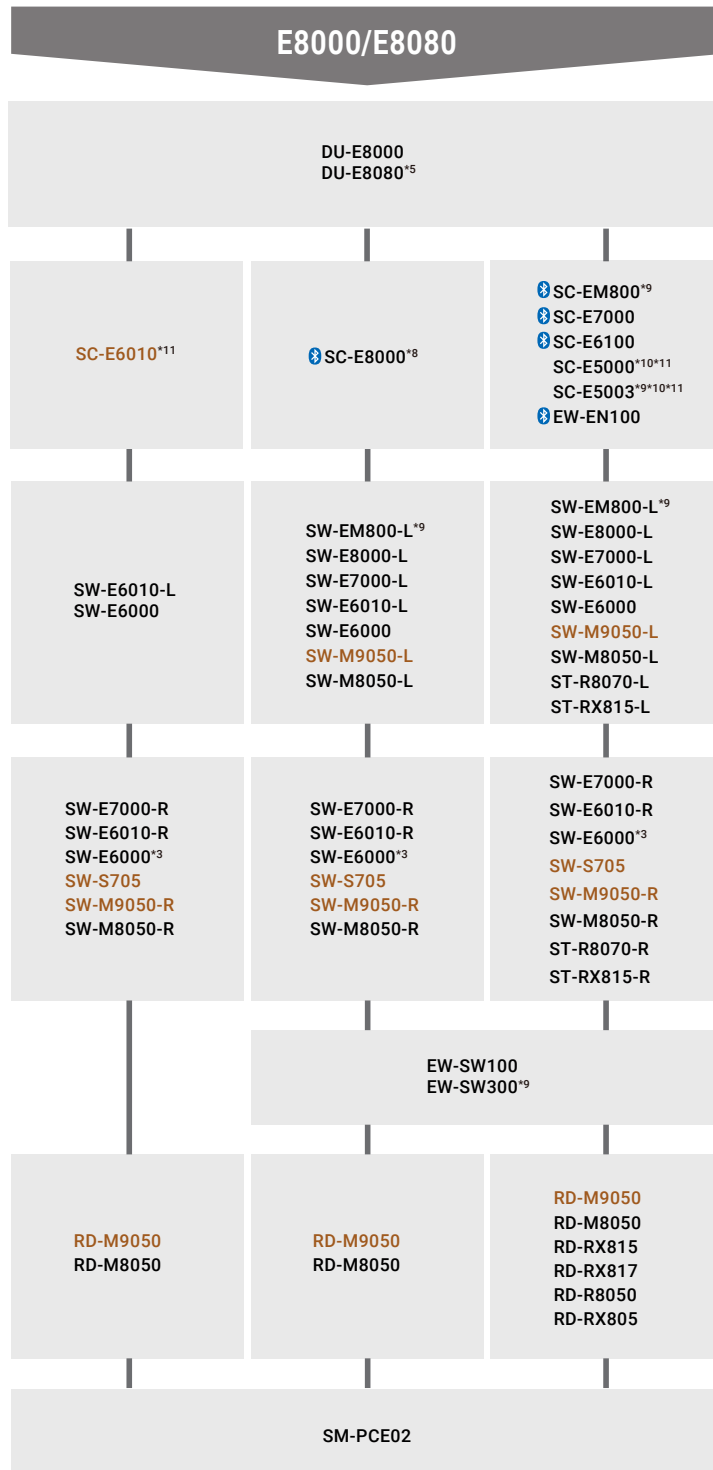 E8000/E8080
DU-E8000
DU-E8080*5
SC-E6010*11
SC-E8000*8
SC-EM800*9
SC-E7000
SC-E6100
SC-E5000*10*11
SC-E5003*9*10*11
EW-EN100
SW-E6010-L
SW-E6000
SW-EM800-L*9
SW-E8000-L
SW-E7000-L
SW-E6010-L
SW-E6000
SW-M9050-L
SW-M8050-L
SW-EM800-L*9
SW-E8000-L
SW-E7000-L
SW-E6010-L
SW-E6000
SW-M9050-L
SW-M8050-L
ST-R8070-L
ST-RX815-L
SW-E7000-R
SW-E6010-R
SW-E6000*3
SW-S705
SW-M9050-R
SW-M8050-R
SW-E7000-R
SW-E6010-R
SW-E6000*3
SW-S705
SW-M9050-R
SW-M8050-R
SW-E7000-R
SW-E6010-R
SW-E6000*3
SW-S705
SW-M9050-R
SW-M8050-R
ST-R8070-R
ST-RX815-R
EW-SW100
EW-SW300*9
RD-M9050
RD-M8050
RD-M9050
RD-M8050
RD-M9050
RD-M8050
RD-RX815
RD-RX817
RD-R8050
RD-RX805
SM-PCE02